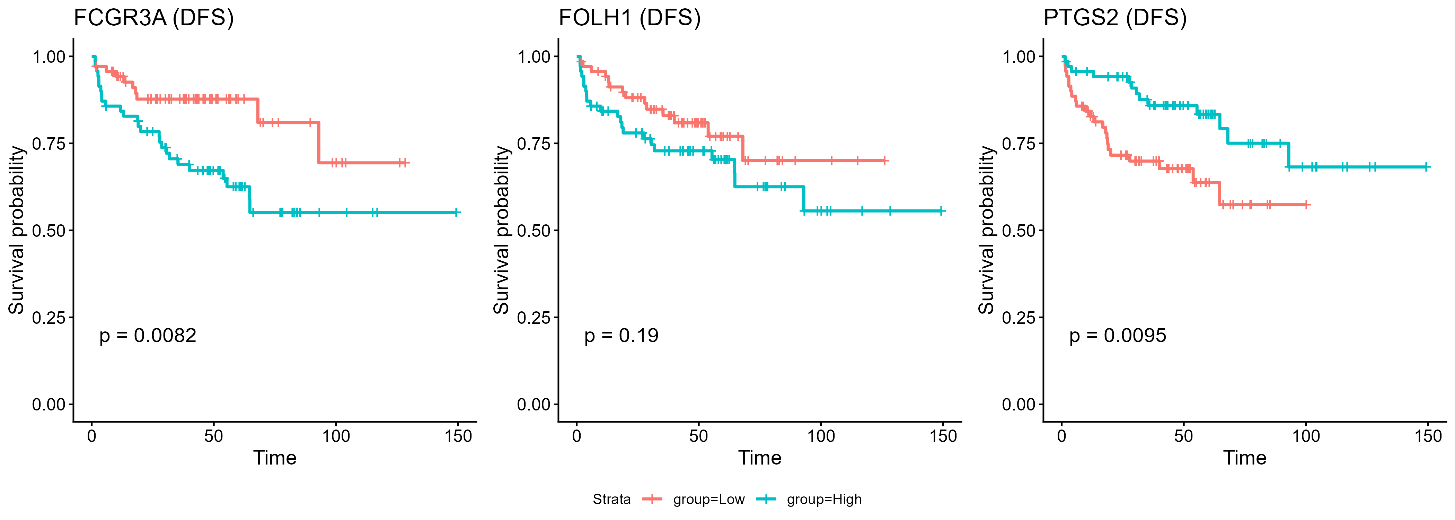 FCGR3A (DFS)
Survival probability
1.00
0.75
0.50
0.25
0.00
p = 0.0082
0 50 100 150
Time
FOLH1 (DFS)
Survival probability
1.00
0.75
0.50
0.25
0.00
p = 0.19
0 50 100 150
Time
PTGS2 (DFS)
Survival probability
1.00
0.75
0.50
0.25
0.00
p = 0.0095
0 50 100 150
Time
Strata group=Low group=High